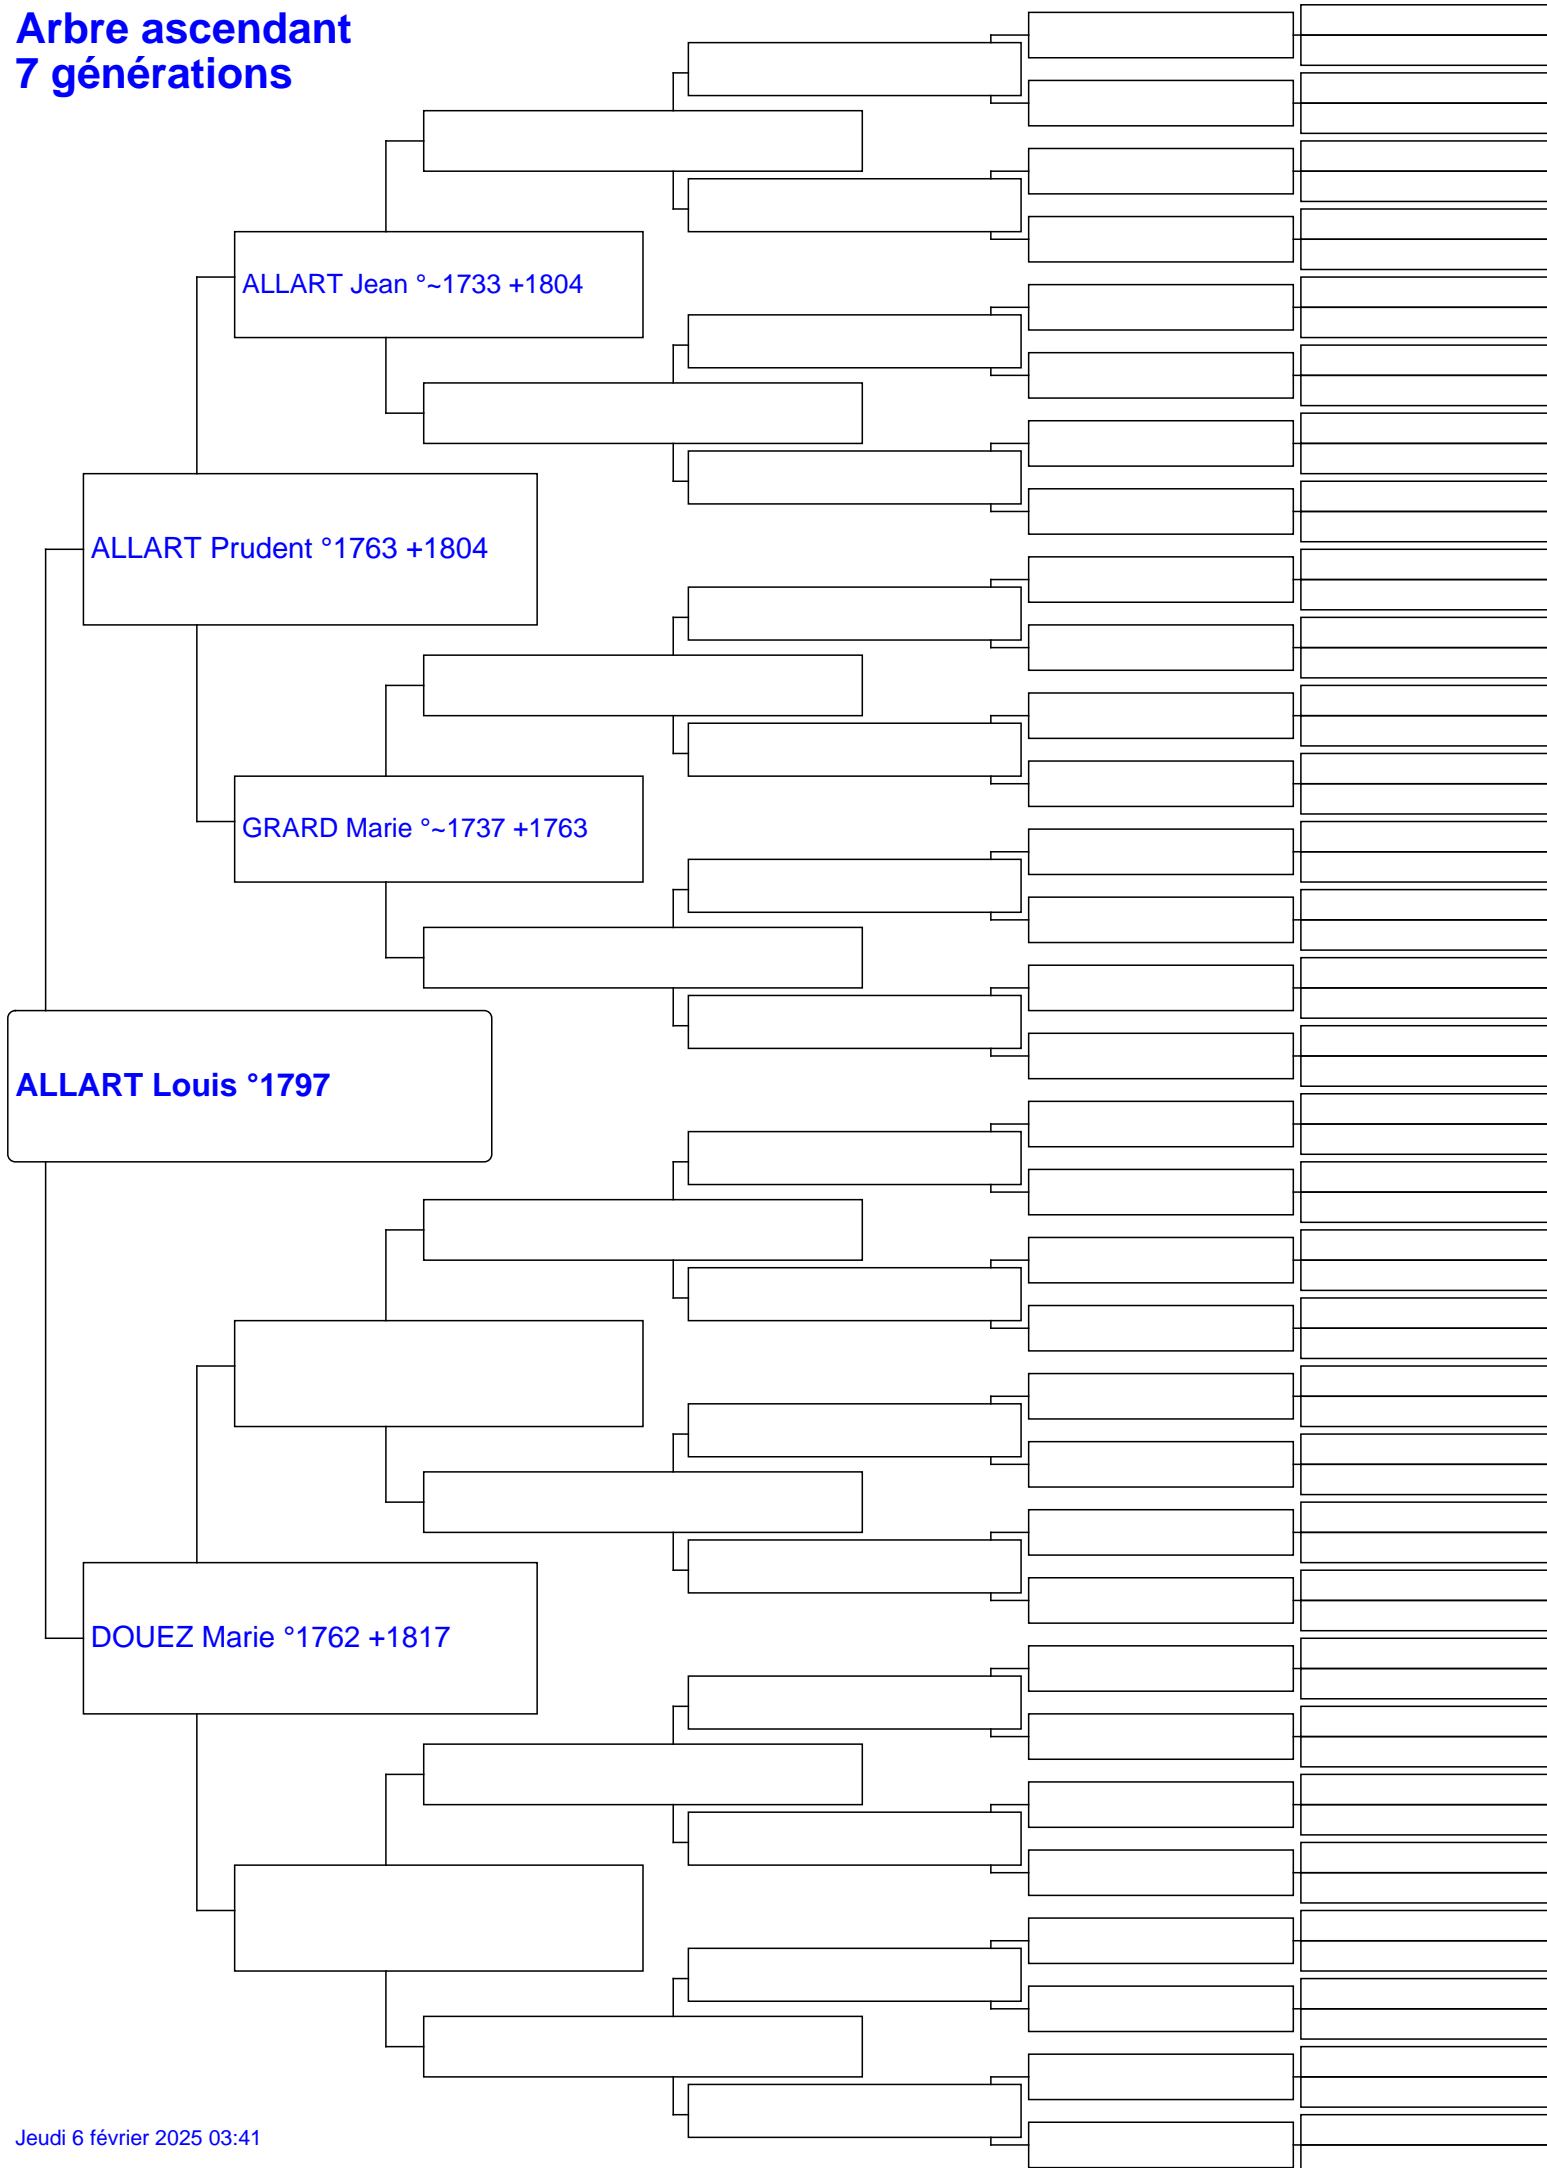 Arbre ascendant
7 générations
ALLART Jean °~1733 +1804
ALLART Prudent °1763 +1804
GRARD Marie °~1737 +1763
ALLART Louis °1797
DOUEZ Marie °1762 +1817
Jeudi 6 février 2025 03:41